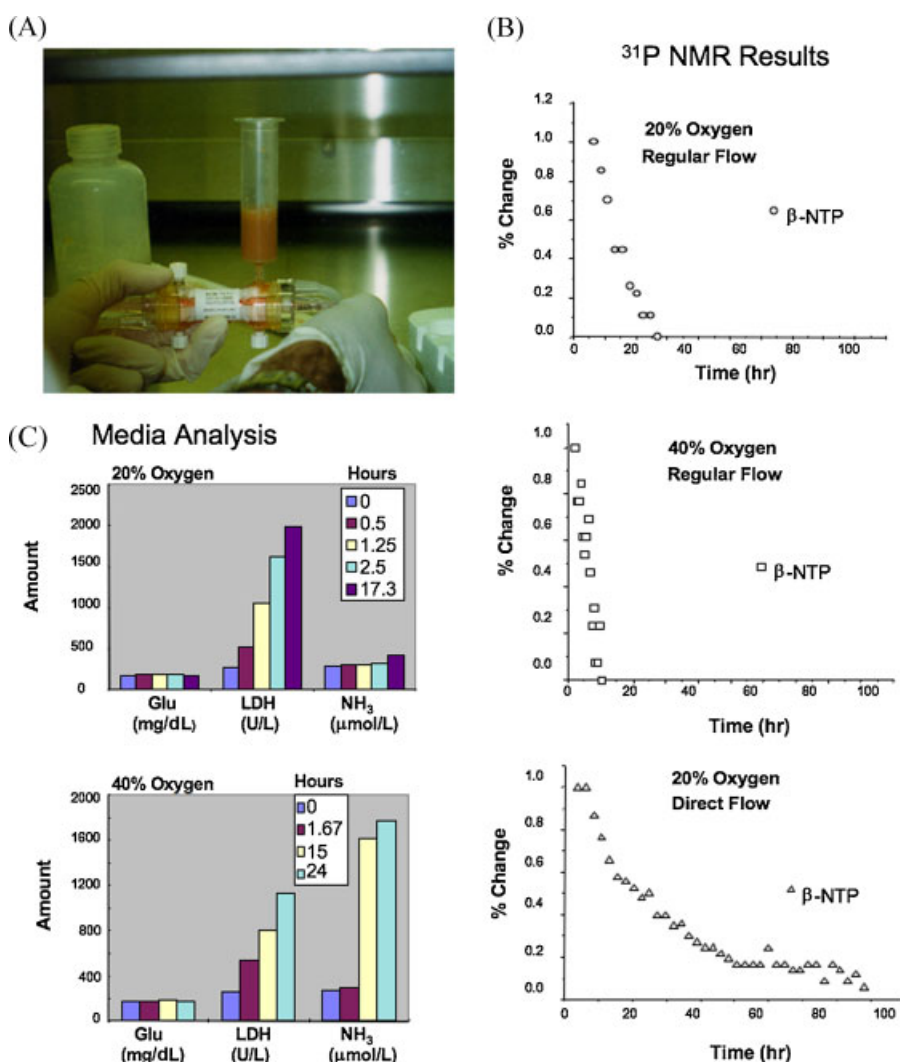 (A)
(B)
³¹P NMR Results
1.2
1.0
0.8
0.6
0.4
0.2
0.0
% Change
20% Oxygen
Regular Flow
β-NTP
0 20 40 60 80 100
Time (hr)
1.0
0.8
0.6
0.4
0.2
0.0
% Change
40% Oxygen
Regular Flow
β-NTP
0 20 40 60 80 100
Time (hr)
1.0
0.8
0.6
0.4
0.2
0.0
% Change
20% Oxygen
Direct Flow
β-NTP
0 20 40 60 80 100
Time (hr)
(C) Media Analysis
20% Oxygen
Hours
0
0.5
1.25
2.5
17.3
2500
2000
1500
1000
500
0
Amount
Glu LDH NH₃
(mg/dL) (U/L) (μmol/L)
40% Oxygen
Hours
0
1.67
15
24
2000
1600
1200
800
400
0
Amount
Glu LDH NH₃
(mg/dL) (U/L) (μmol/L)